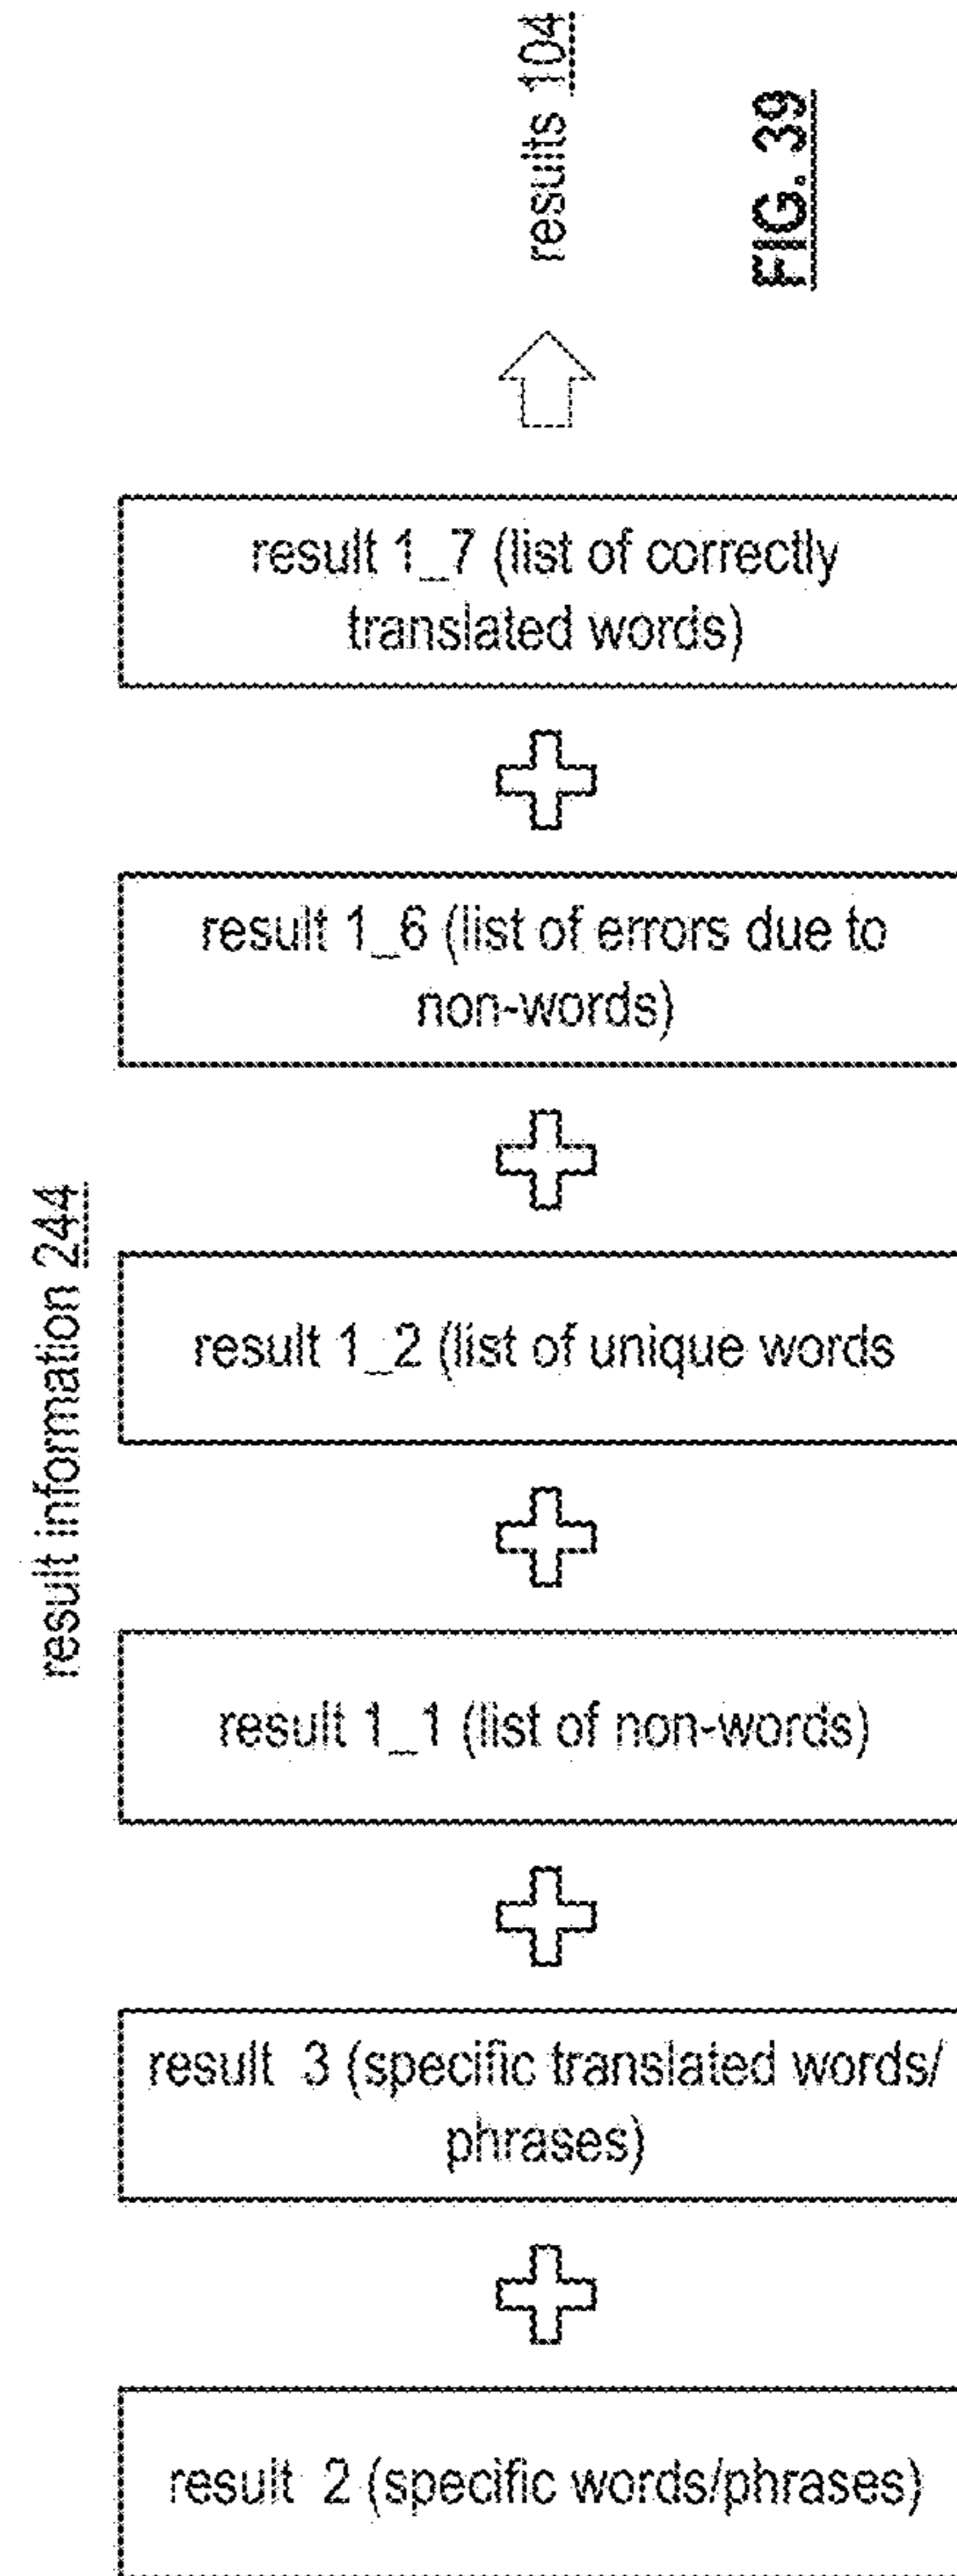 results 104
FIG. 39
result 1_7 (list of correctly
translated words)
result 1_6 (list of errors due to
non-words)
result information 244
result 1_2 (list of unique words
result 1_1 (list of non-words)
result 3 (specific translated words/
phrases)
result 2 (specific words/phrases)